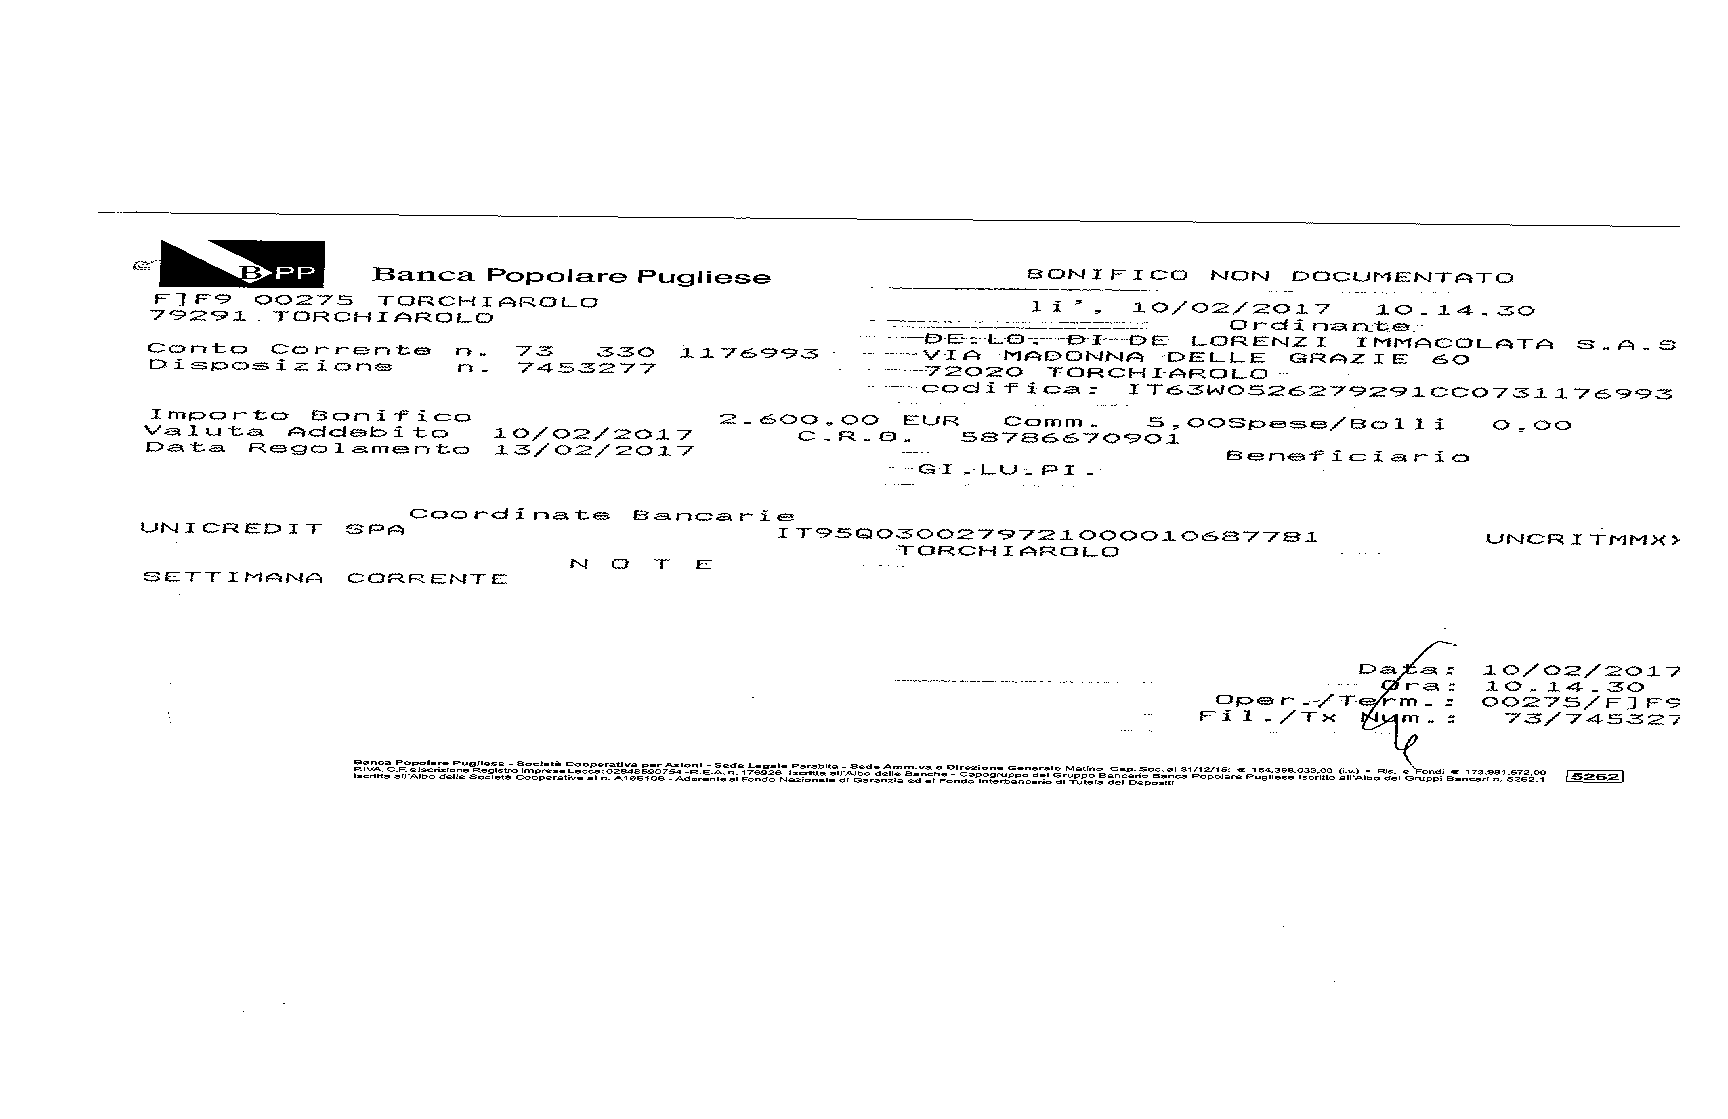 BPP Banca Popolare Pugliese BONIFICO NON DOCUMENTATO
F]F9 00275 TORCHIAROLO li', 10/02/2017 10.14.30
79291 TORCHIAROLO Ordinante
DE.LO. DI DE LORENZI IMMACOLATA S.A.S
Conto Corrente n. 73 330 1176993 VIA MADONNA DELLE GRAZIE 60
Disposizione n. 7453277 72020 TORCHIAROLO
codifica: IT63W0526279291CC0731176993
Importo Bonifico 2.600,00 EUR Comm. 5,00Spese/Bolli 0,00
Valuta Addebito 10/02/2017 C.R.O. 58786670901
Data Regolamento 13/02/2017 Beneficiario
GI.LU.PI.
Coordinate Bancarie
UNICREDIT SPA IT95Q0300279721000010687781 UNCRITMMX
TORCHIAROLO
N O T E
SETTIMANA CORRENTE
Data: 10/02/2017
Ora: 10.14.30
Oper./Term.: 00275/F]F9
Fil./Tx Num.: 73/745327
Banca Popolare Pugliese - Società Cooperativa per Azioni - Sede Legale Parabita - Sede Amm.va e Direzione Generale Matino Cap. Soc. al 31/12/15: € 184.398.033,00 (i.v.) - Ris. e Fondi € 173.981.572,00
P.IVA, C.F. e Iscrizione Registro Imprese Lecce: 02848590754 - R.E.A. n. 176926 Iscritta all'Albo delle Banche - Capogruppo del Gruppo Bancario Banca Popolare Pugliese Iscritto all'Albo dei Gruppi Bancari n. 5262.1
Iscritta all'Albo delle Società Cooperative al n. A166106 - Aderente al Fondo Nazionale di Garanzia ed al Fondo Interbancario di Tutela dei Depositi
5262